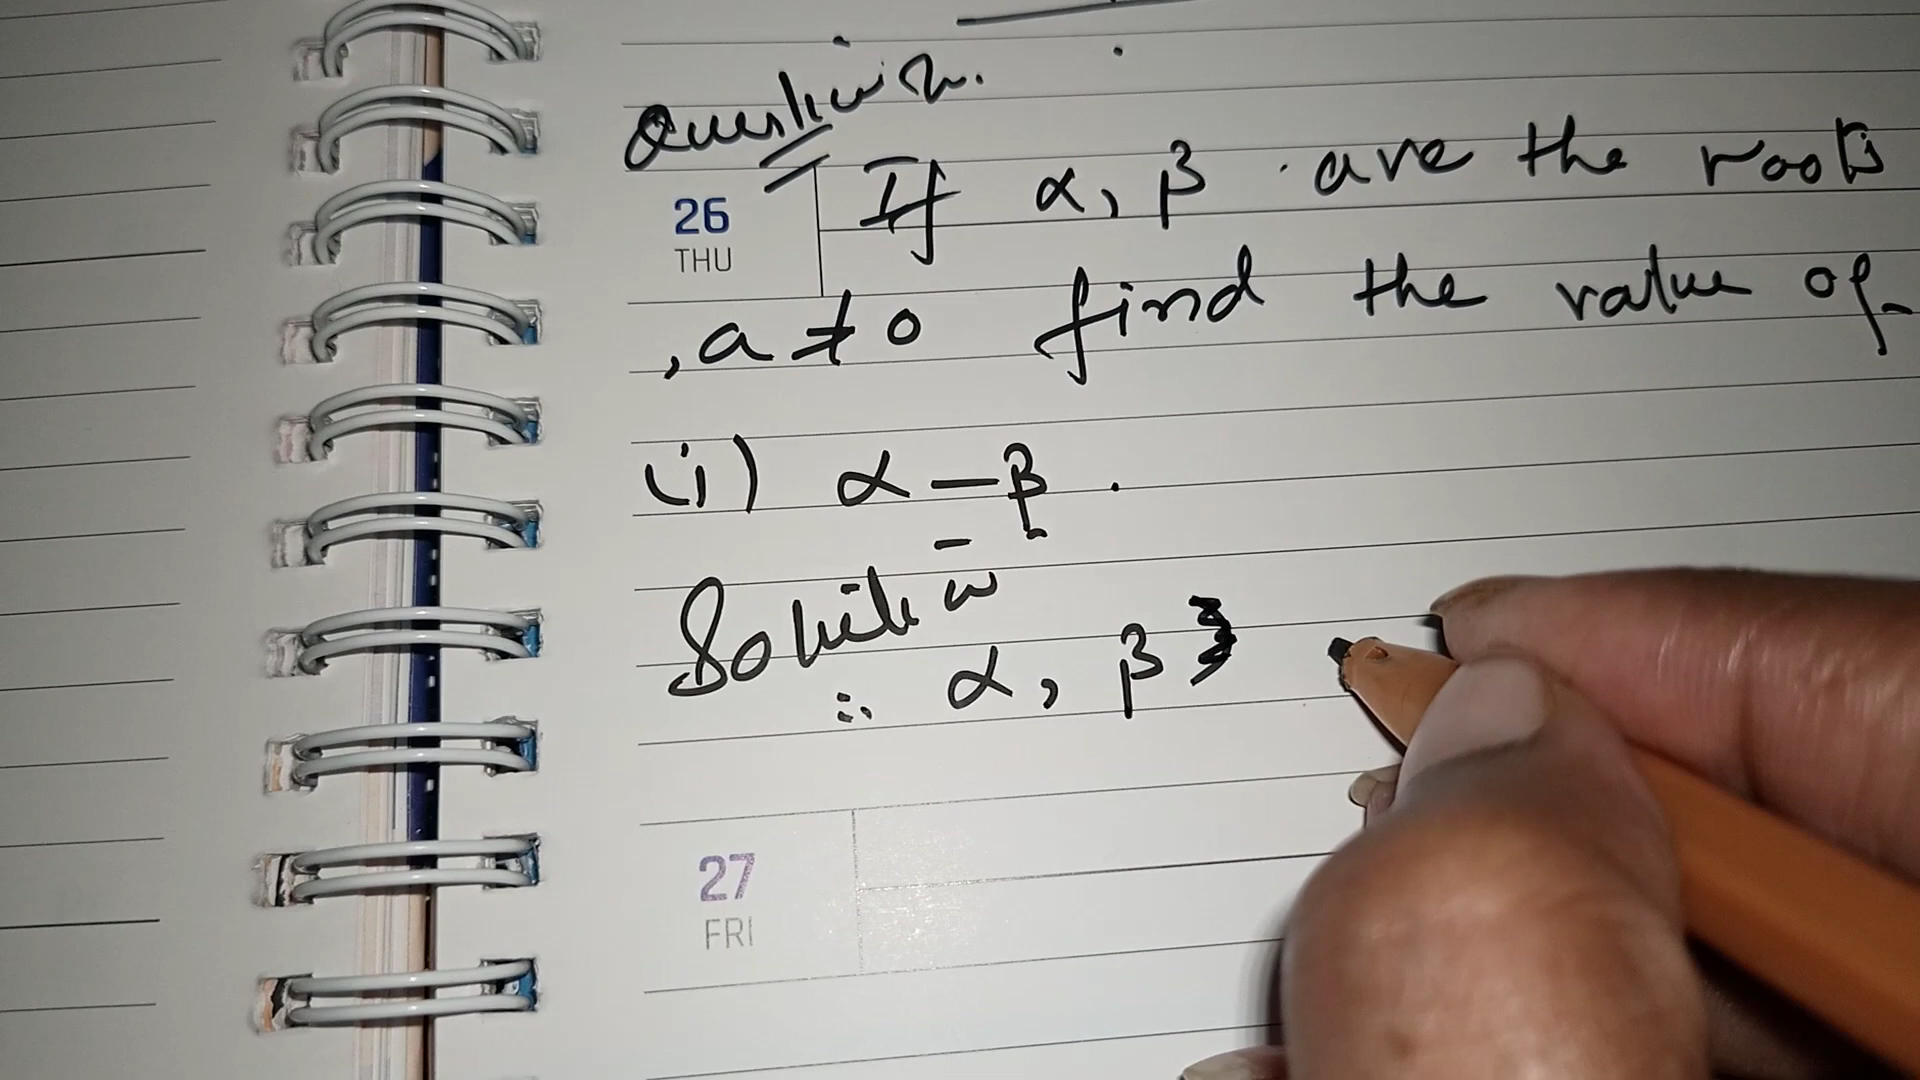 Question.
26
THU
If α, β are the roots
, a ≠ 0 find the value of
(i) α - β .
Solution
∴ α, β
27
FRI